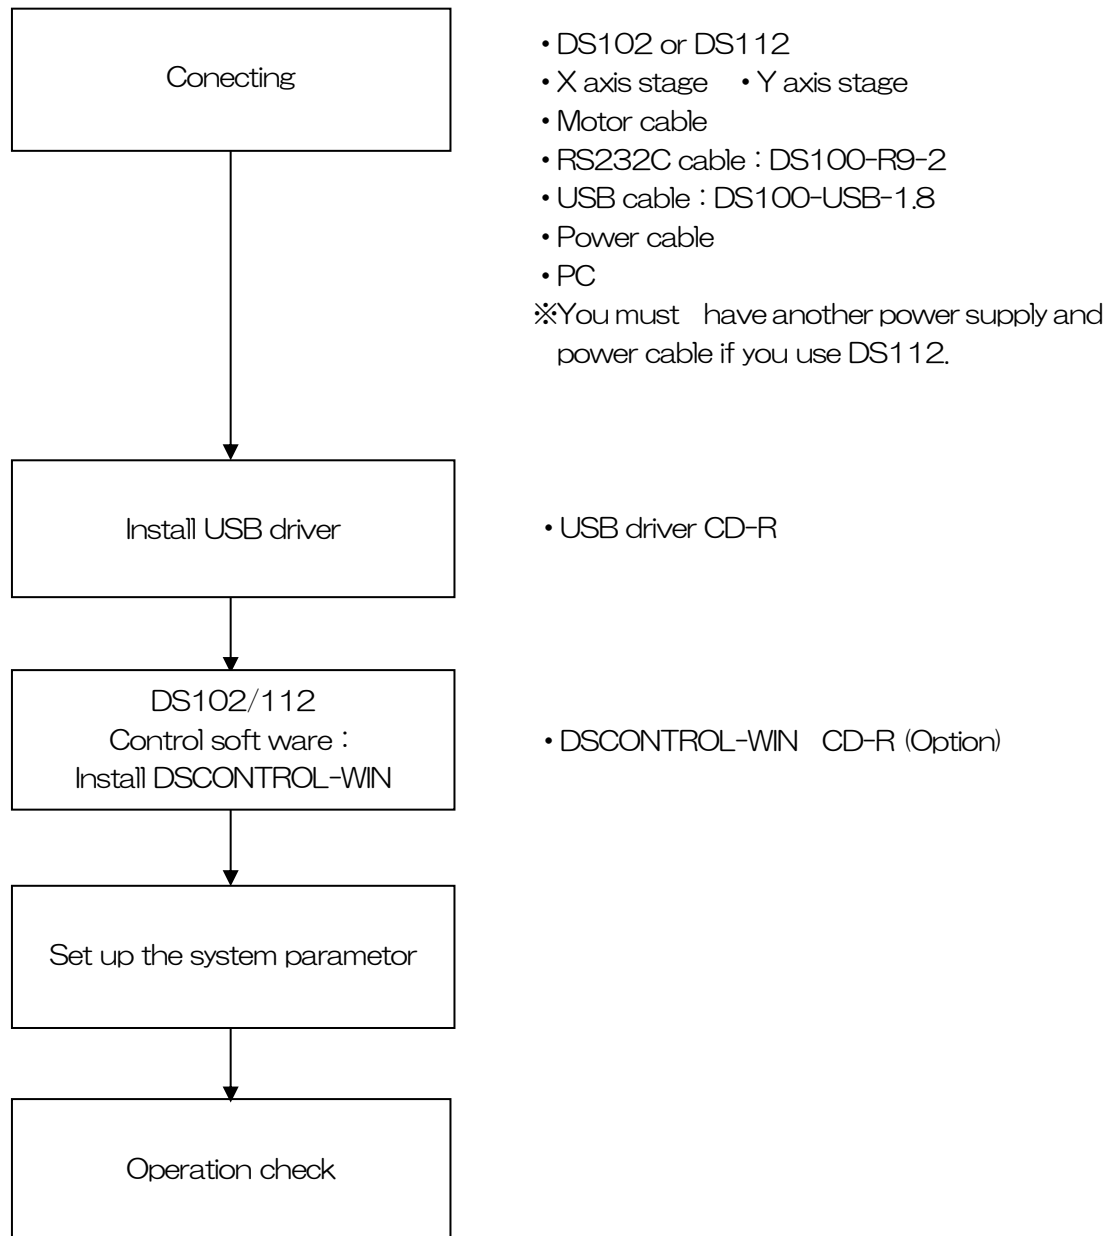 Conecting
・DS102 or DS112
・X axis stage ・Y axis stage
・Motor cable
・RS232C cable：DS100-R9-2
・USB cable：DS100-USB-1.8
・Power cable
・PC
※You must have another power supply and
power cable if you use DS112.
Install USB driver
・USB driver CD-R
DS102/112
Control soft ware：
Install DSCONTROL-WIN
・DSCONTROL-WIN CD-R (Option)
Set up the system parametor
Operation check